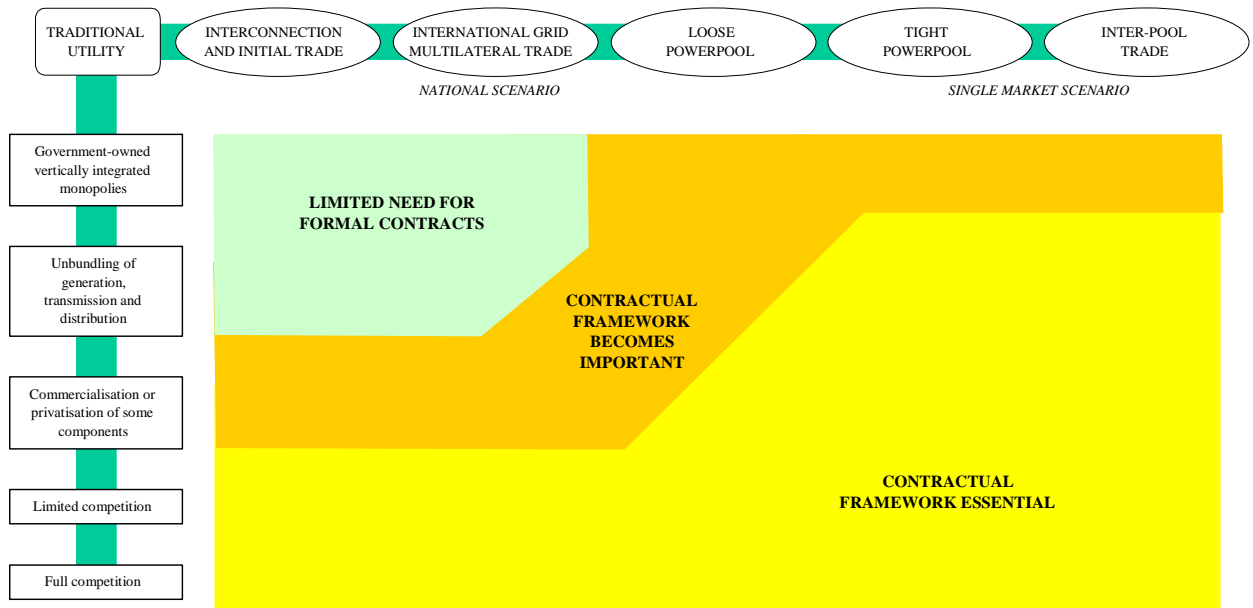 TRADITIONAL
UTILITY
INTERCONNECTION
AND INITIAL TRADE
INTERNATIONAL GRID
MULTILATERAL TRADE
LOOSE
POWERPOOL
TIGHT
POWERPOOL
INTER-POOL
TRADE
NATIONAL SCENARIO
SINGLE MARKET SCENARIO
Government-owned
vertically integrated
monopolies
LIMITED NEED FOR
FORMAL CONTRACTS
Unbundling of
generation,
transmission and
distribution
CONTRACTUAL
FRAMEWORK
BECOMES
IMPORTANT
Commercialisation or
privatisation of some
components
CONTRACTUAL
FRAMEWORK ESSENTIAL
Limited competition
Full competition